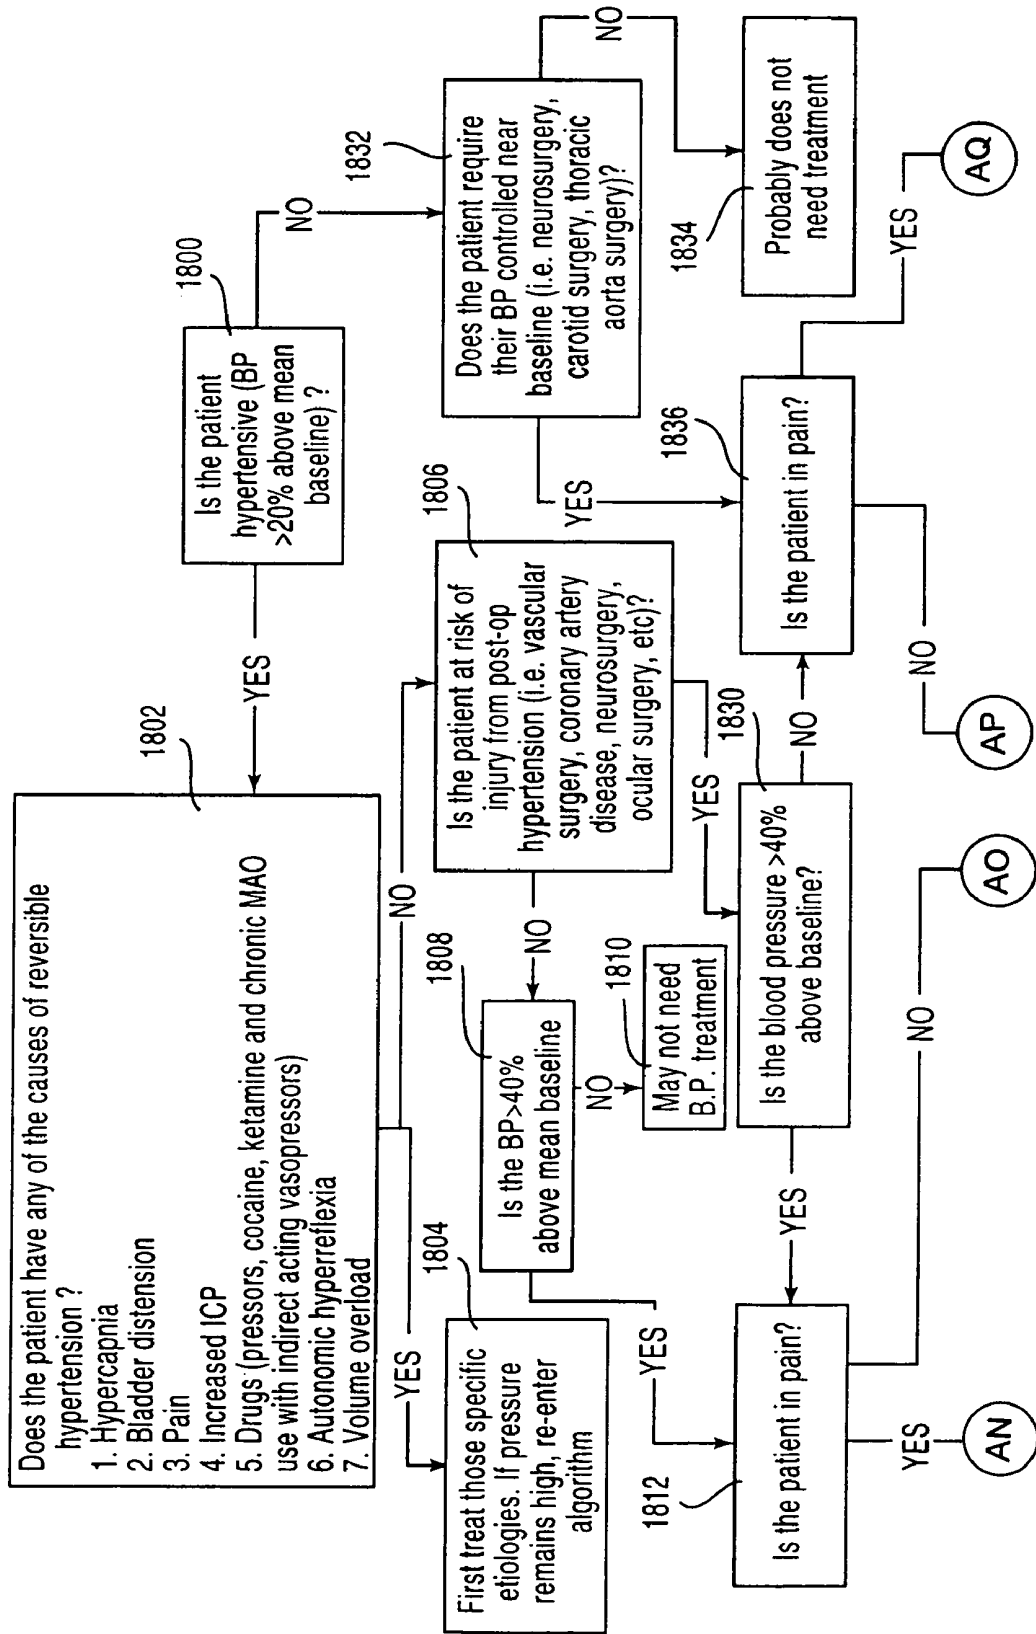 1800
Is the patient
hypertensive (BP
>20% above mean
baseline) ?
YES
NO
1802
Does the patient have any of the causes of reversible
hypertension ?
1. Hypercapnia
2. Bladder distension
3. Pain
4. Increased ICP
5. Drugs (pressors, cocaine, ketamine and chronic MAO
use with indirect acting vasopressors)
6. Autonomic hyperreflexia
7. Volume overload
YES
NO
1804
First treat those specific
etiologies. If pressure
remains high, re-enter
algorithm
1806
Is the patient at risk of
injury from post-op
hypertension (i.e. vascular
surgery, coronary artery
disease, neurosurgery,
ocular surgery, etc)?
NO
YES
1832
Does the patient require
their BP controlled near
baseline (i.e. neurosurgery,
carotid surgery, thoracic
aorta surgery)?
YES
NO
1808
Is the BP>40%
above mean baseline
YES
NO
1810
May not need
B.P. treatment
1812
Is the patient in pain?
YES
NO
1830
Is the blood pressure >40%
above baseline?
YES
NO
1836
Is the patient in pain?
NO
YES
1834
Probably does not
need treatment
AN
AO
AP
AQ